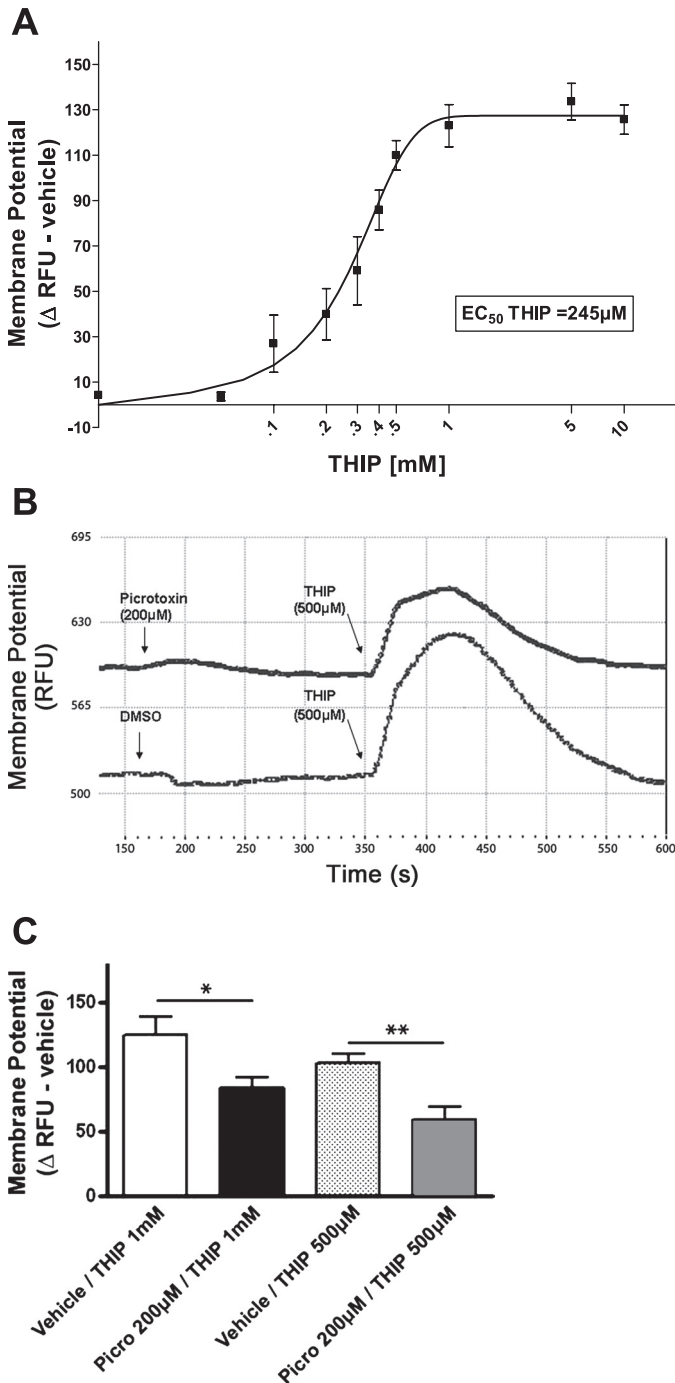 A
Membrane Potential
(Δ RFU - vehicle)
150
130
110
90
70
50
30
10
-10
EC50 THIP =245µM
.1
.2
.3
.4
.5
1
5
10
THIP [mM]
B
Membrane Potential
(RFU)
695
630
565
500
Picrotoxin
(200µM)
THIP
(500µM)
DMSO
THIP
(500µM)
150
200
250
300
350
400
450
500
550
600
Time (s)
C
Membrane Potential
(Δ RFU - vehicle)
150
100
50
0
*
**
Vehicle / THIP 1mM
Picro 200µM / THIP 1mM
Vehicle / THIP 500µM
Picro 200µM / THIP 500µM